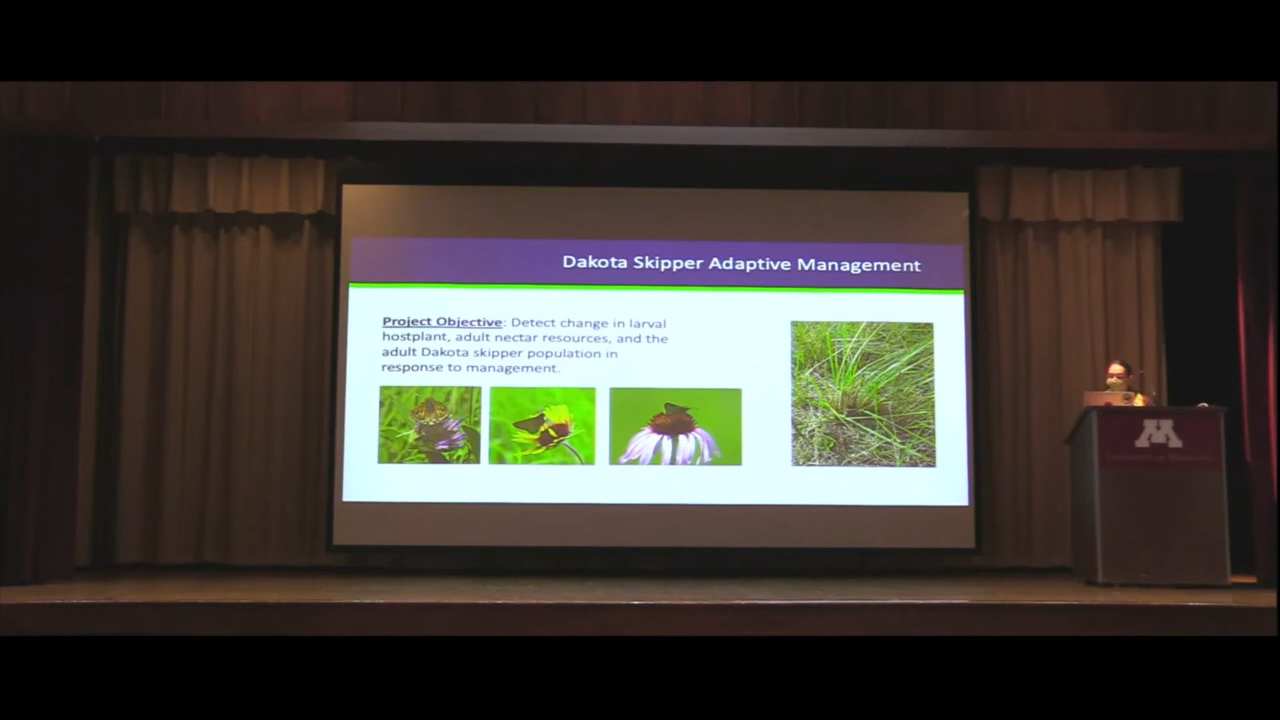 Dakota Skipper Adaptive Management
Project Objective: Detect change in larval
hostplant, adult nectar resources, and the
adult Dakota skipper population in
response to management.
M